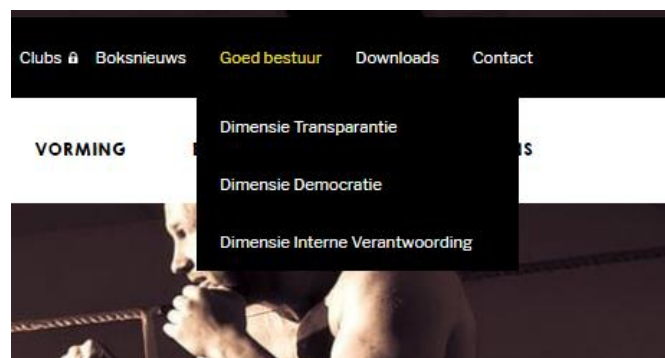 Clubs Boksnieuws Goed bestuur Downloads Contact
Dimensie Transparantie
VORMING
Dimensie Democratie
Dimensie Interne Verantwoording